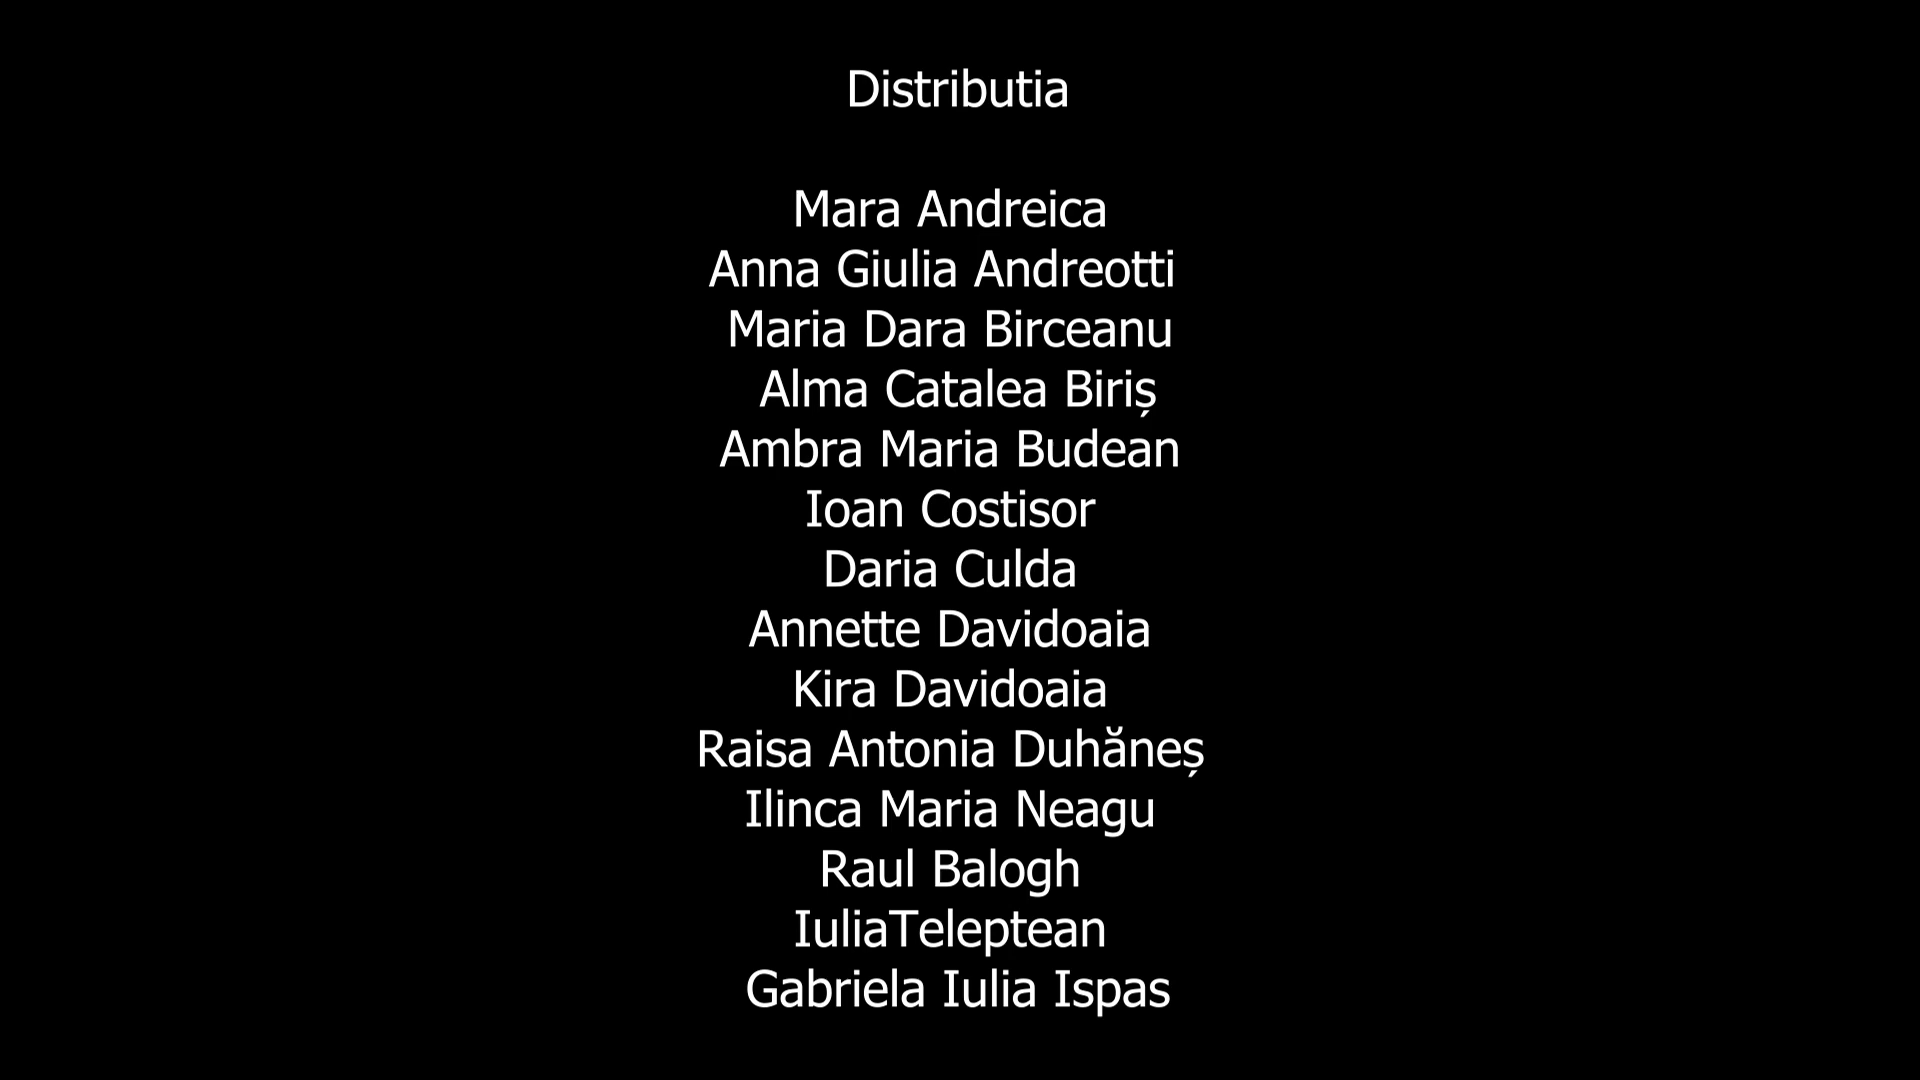 Distributia
Mara Andreica
Anna Giulia Andreotti
Maria Dara Birceanu
Alma Catalea Biriș
Ambra Maria Budean
Ioan Costisor
Daria Culda
Annette Davidoaia
Kira Davidoaia
Raisa Antonia Duhăneș
Ilinca Maria Neagu
Raul Balogh
IuliaTeleptean
Gabriela Iulia Ispas